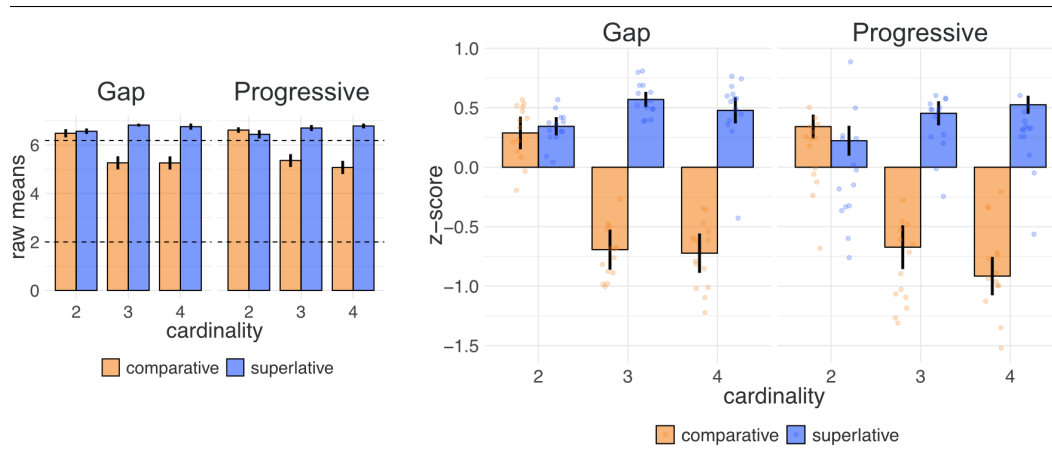 Gap Progressive
raw means
6
4
2
0
2 3 4 2 3 4
cardinality
comparative superlative
Gap Progressive
z−score
1.0
0.5
0.0
−0.5
−1.0
−1.5
2 3 4 2 3 4
cardinality
comparative superlative